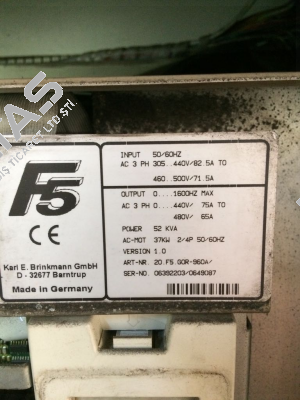 F5
CE
Karl E. Brinkmann GmbH
D - 32677 Barntrup
Made in Germany
INPUT 50/60HZ
AC 3 PH 305...440V/82.5A TO
460...500V/71.5A
OUTPUT 0...1600HZ MAX
AC 3 PH 0...440V/ 75A TO
480V/ 65A
POWER 52 KVA
AC-MOT 37KW 2/4P 50/60HZ
VERSION 1.0
ART-NR. 20.F5.G0R-960A/
SER-NO. 06392203/0649087